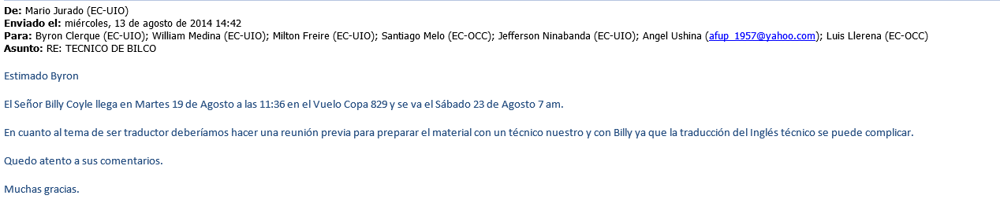 De: Mario Jurado (EC-UIO)
Enviado el: miércoles, 13 de agosto de 2014 14:42
Para: Byron Clerque (EC-UIO); William Medina (EC-UIO); Milton Freire (EC-UIO); Santiago Melo (EC-OCC); Jefferson Ninabanda (EC-UIO); Angel Ushina (afup_1957@yahoo.com); Luis Llerena (EC-OCC)
Asunto: RE: TECNICO DE BILCO
Estimado Byron
El Señor Billy Coyle llega en Martes 19 de Agosto a las 11:36 en el Vuelo Copa 829 y se va el Sábado 23 de Agosto 7 am.
En cuanto al tema de ser traductor deberíamos hacer una reunión previa para preparar el material con un técnico nuestro y con Billy ya que la traducción del Inglés técnico se puede complicar.
Quedo atento a sus comentarios.
Muchas gracias.